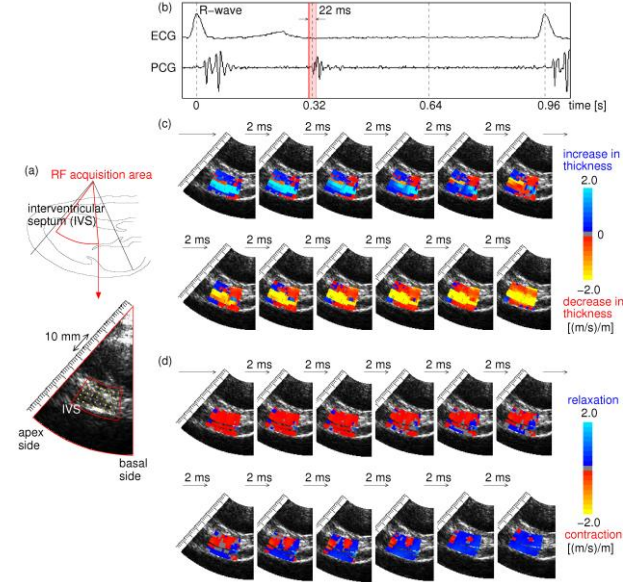 (b)
R-wave
22 ms
ECG
PCG
0
0.32
0.64
0.96
time [s]
(c)
2 ms
2 ms
2 ms
2 ms
2 ms
increase in
thickness
2.0
0
-2.0
decrease in
thickness
[(m/s)/m]
2 ms
2 ms
2 ms
2 ms
2 ms
2 ms
(a)
RF acquisition area
interventricular
septum (IVS)
10 mm
IVS
apex
side
basal
side
(d)
2 ms
2 ms
2 ms
2 ms
2 ms
relaxation
2.0
0
-2.0
contraction
[(m/s)/m]
2 ms
2 ms
2 ms
2 ms
2 ms
2 ms